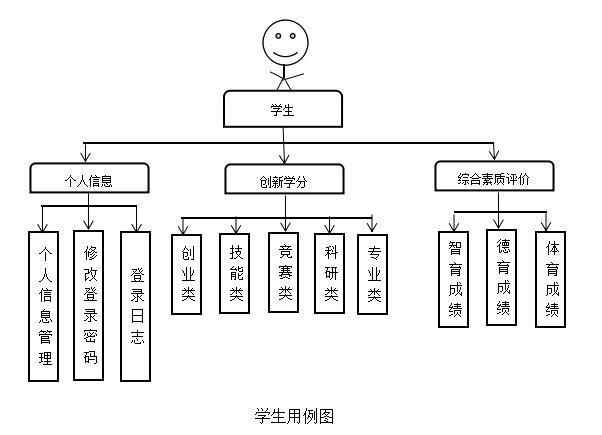 学生
个人信息
创新学分
综合素质评价
个人信息管理
修改登录密码
登录日志
创业类
技能类
竞赛类
科研类
专业类
智育成绩
德育成绩
体育成绩
学生用例图